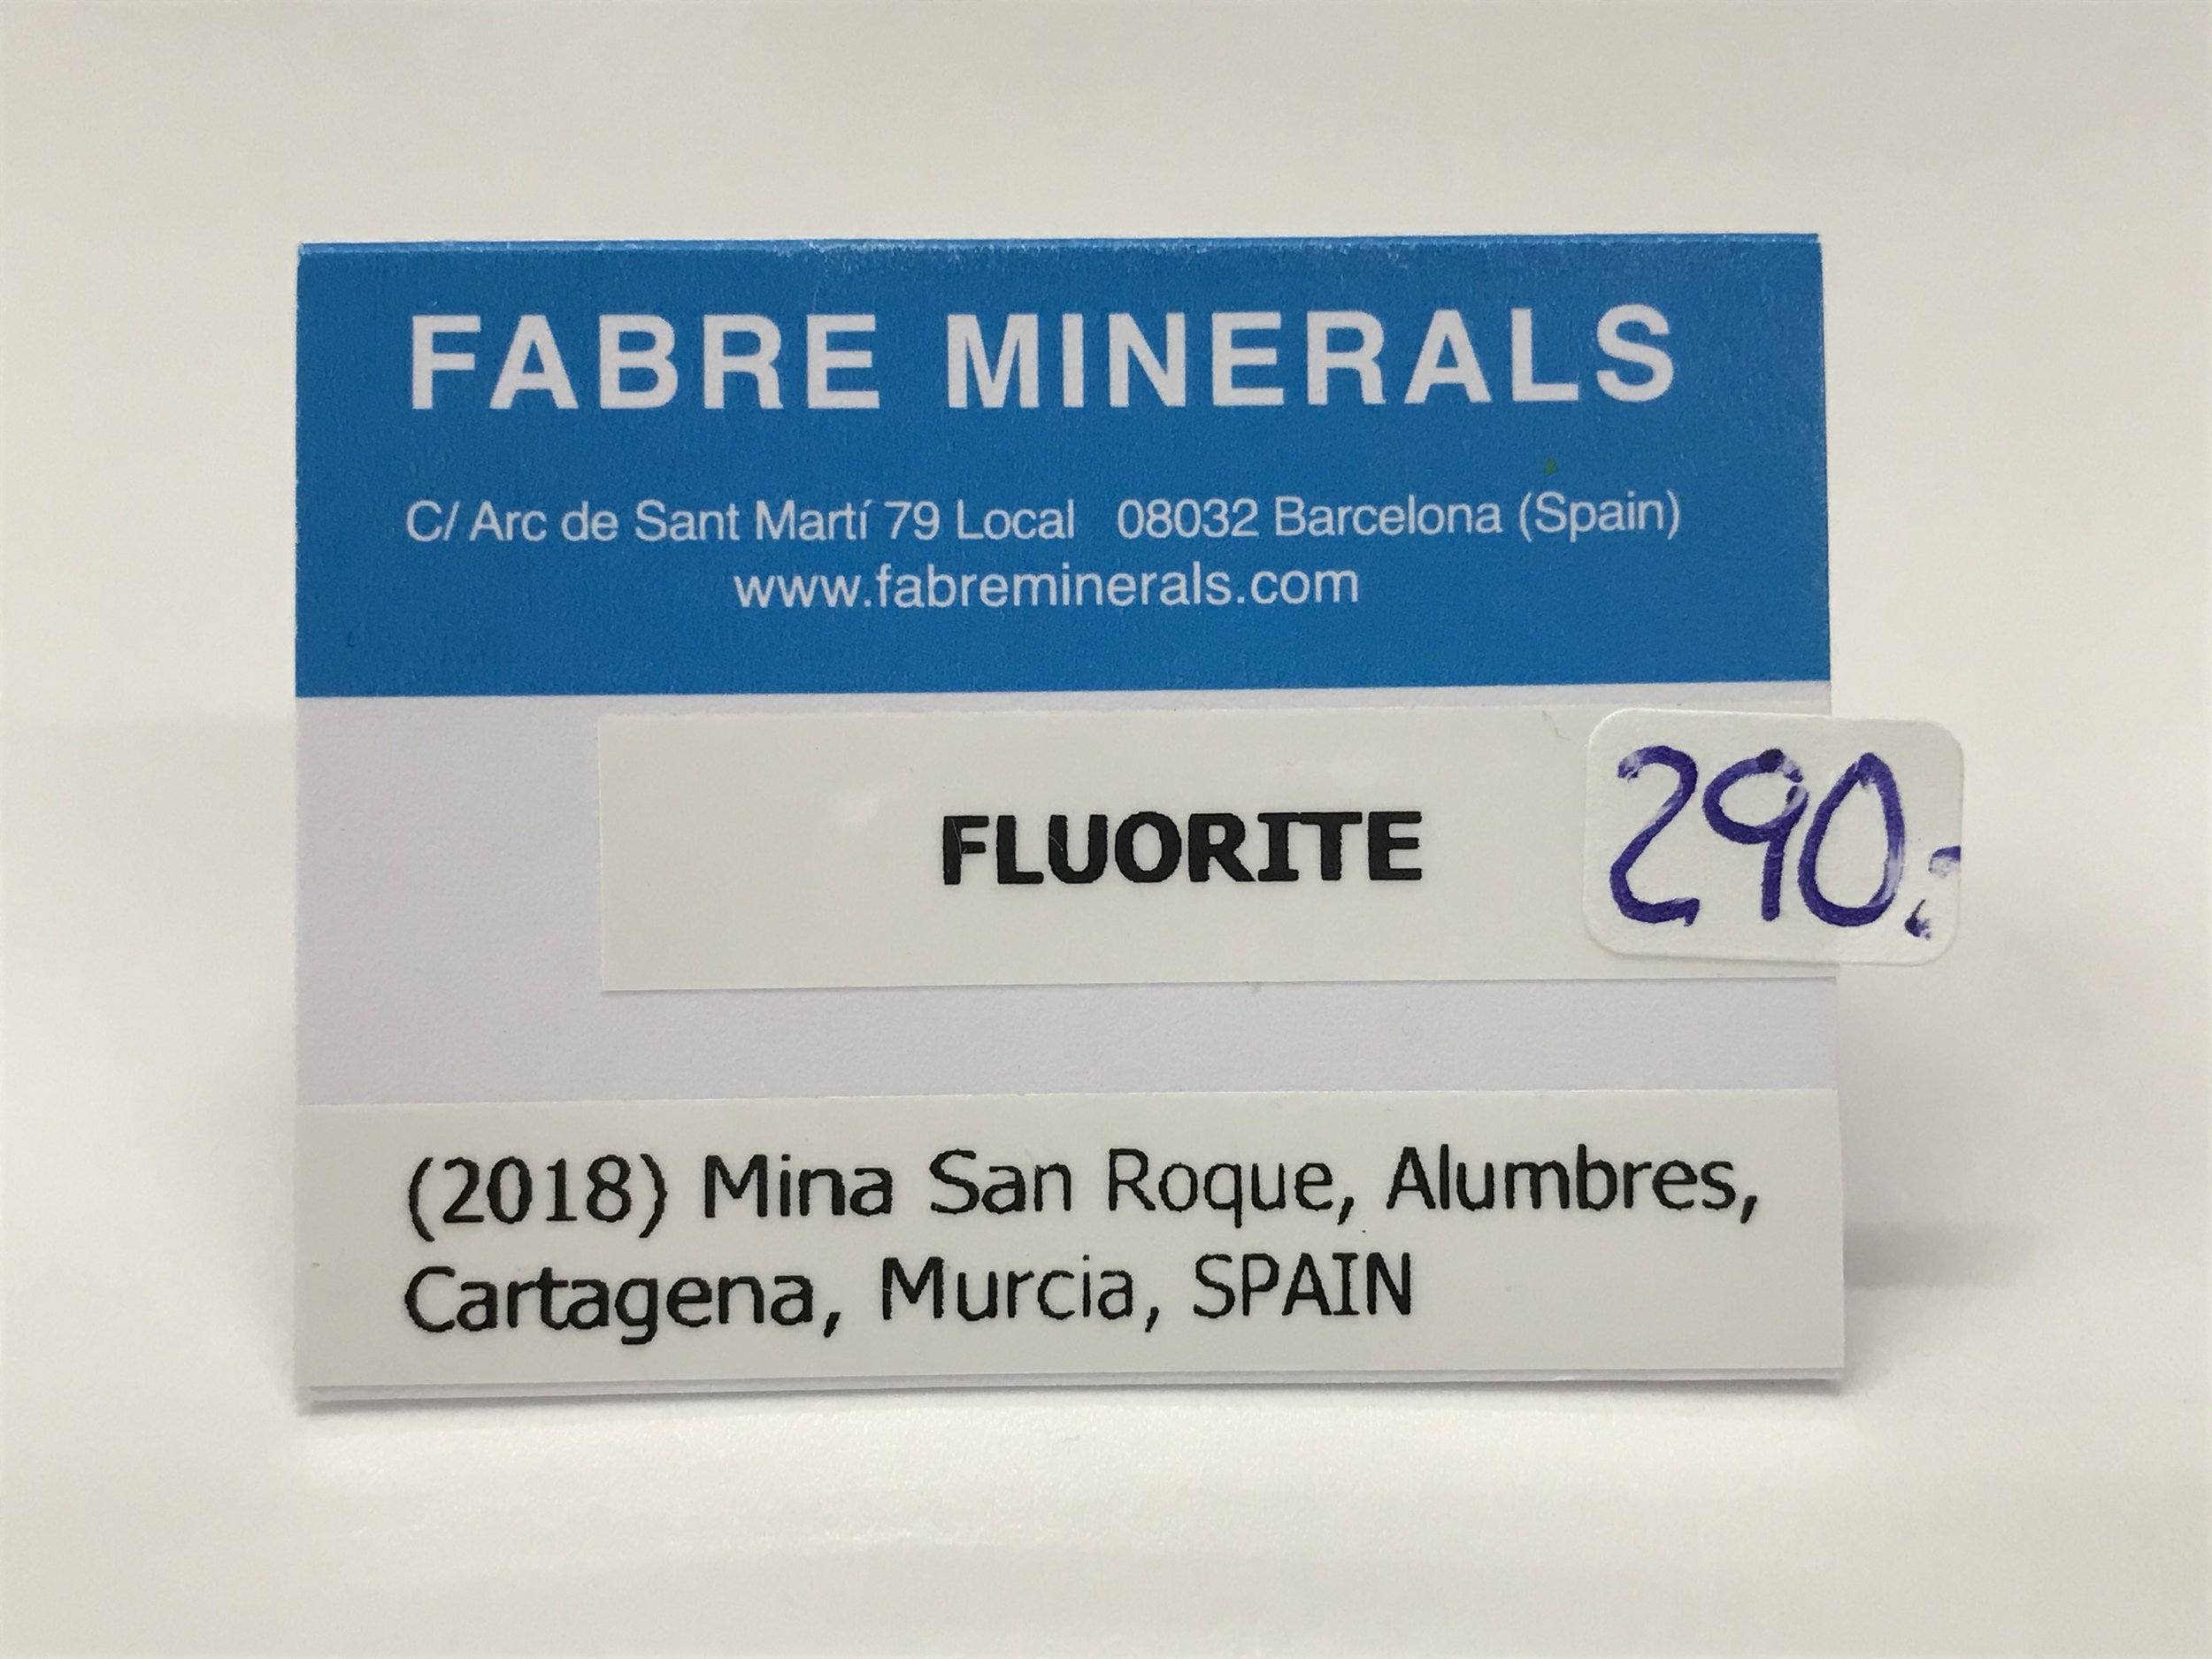 FABRE MINERALS
C/ Arc de Sant Martí 79 Local 08032 Barcelona (Spain)
www.fabreminerals.com
FLUORITE
290.-
(2018) Mina San Roque, Alumbres,
Cartagena, Murcia, SPAIN